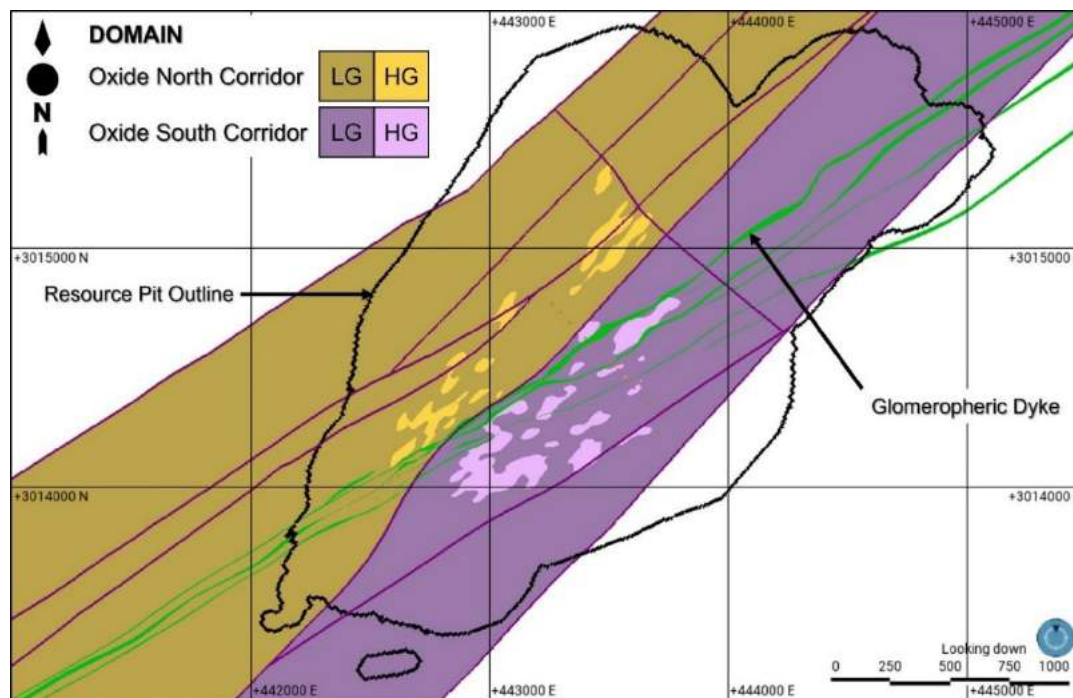 +443000 E
+444000 E
+445000 E
DOMAIN
Oxide North Corridor
LG
HG
N
Oxide South Corridor
LG
HG
+3015000 N
+3015000 N
Resource Pit Outline
Glomeropheric Dyke
+3014000 N
+3014000 N
Looking down
0 250 500 750 1000
+442000 E
+443000 E
+444000 E
+445000 E